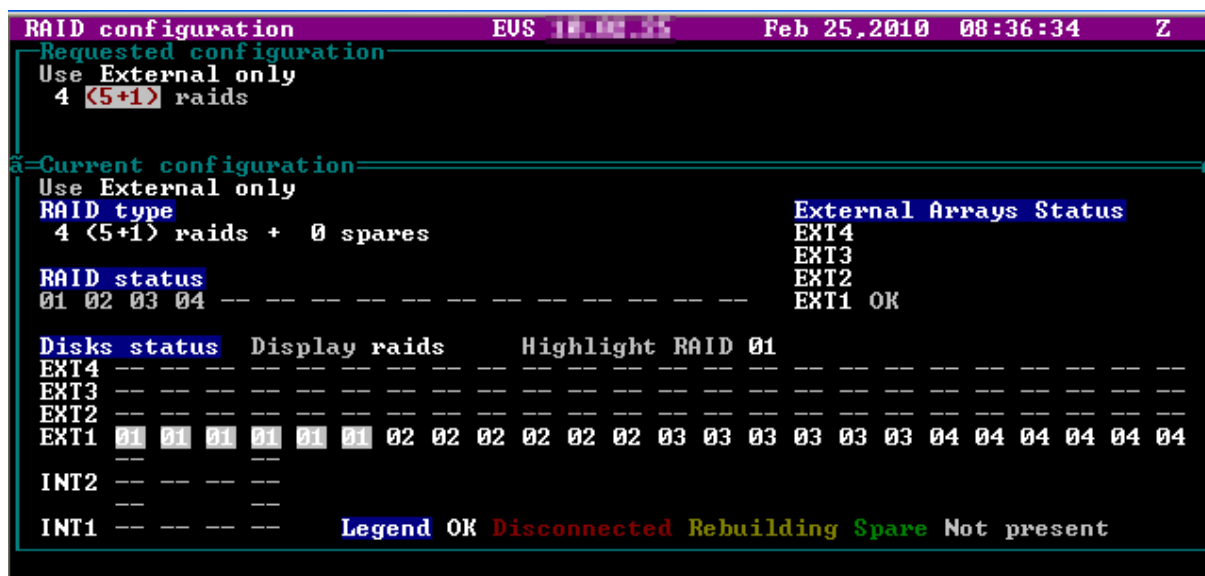 RAID configuration EVS Feb 25,2010 08:36:34 Z
Requested configuration
Use External only
4 (5+1) raids
Current configuration
Use External only
RAID type External Arrays Status
4 (5+1) raids + 0 spares EXT4
EXT3
RAID status EXT2
01 02 03 04 -- -- -- -- -- -- -- -- -- -- -- -- EXT1 OK
Disks status Display raids Highlight RAID 01
EXT4 -- -- -- -- -- -- -- -- -- -- -- -- -- -- -- -- -- -- -- -- -- -- -- --
EXT3 -- -- -- -- -- -- -- -- -- -- -- -- -- -- -- -- -- -- -- -- -- -- -- --
EXT2 -- -- -- -- -- -- -- -- -- -- -- -- -- -- -- -- -- -- -- -- -- -- -- --
EXT1 01 01 01 01 01 01 02 02 02 02 02 02 03 03 03 03 03 03 04 04 04 04 04 04
-- --
INT2 -- -- -- --
-- --
INT1 -- -- -- -- Legend OK Disconnected Rebuilding Spare Not present